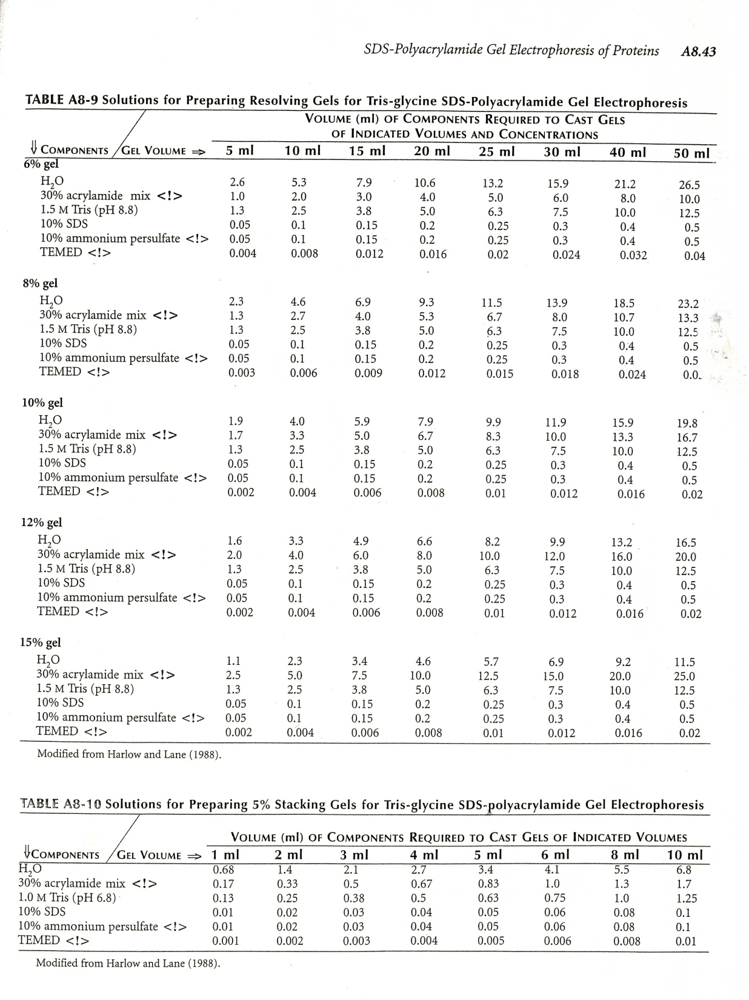 SDS-Polyacrylamide Gel Electrophoresis of Proteins A8.43
TABLE A8-9 Solutions for Preparing Resolving Gels for Tris-glycine SDS-Polyacrylamide Gel Electrophoresis
VOLUME (ml) OF COMPONENTS REQUIRED TO CAST GELS
OF INDICATED VOLUMES AND CONCENTRATIONS
⇓ COMPONENTS / GEL VOLUME ⇒ 5 ml 10 ml 15 ml 20 ml 25 ml 30 ml 40 ml 50 ml
6% gel
H₂O 2.6 5.3 7.9 10.6 13.2 15.9 21.2 26.5
30% acrylamide mix <!> 1.0 2.0 3.0 4.0 5.0 6.0 8.0 10.0
1.5 M Tris (pH 8.8) 1.3 2.5 3.8 5.0 6.3 7.5 10.0 12.5
10% SDS 0.05 0.1 0.15 0.2 0.25 0.3 0.4 0.5
10% ammonium persulfate <!> 0.05 0.1 0.15 0.2 0.25 0.3 0.4 0.5
TEMED <!> 0.004 0.008 0.012 0.016 0.02 0.024 0.032 0.04
8% gel
H₂O 2.3 4.6 6.9 9.3 11.5 13.9 18.5 23.2
30% acrylamide mix <!> 1.3 2.7 4.0 5.3 6.7 8.0 10.7 13.3
1.5 M Tris (pH 8.8) 1.3 2.5 3.8 5.0 6.3 7.5 10.0 12.5
10% SDS 0.05 0.1 0.15 0.2 0.25 0.3 0.4 0.5
10% ammonium persulfate <!> 0.05 0.1 0.15 0.2 0.25 0.3 0.4 0.5
TEMED <!> 0.003 0.006 0.009 0.012 0.015 0.018 0.024
10% gel
H₂O 1.9 4.0 5.9 7.9 9.9 11.9 15.9 19.8
30% acrylamide mix <!> 1.7 3.3 5.0 6.7 8.3 10.0 13.3 16.7
1.5 M Tris (pH 8.8) 1.3 2.5 3.8 5.0 6.3 7.5 10.0 12.5
10% SDS 0.05 0.1 0.15 0.2 0.25 0.3 0.4 0.5
10% ammonium persulfate <!> 0.05 0.1 0.15 0.2 0.25 0.3 0.4 0.5
TEMED <!> 0.002 0.004 0.006 0.008 0.01 0.012 0.016 0.02
12% gel
H₂O 1.6 3.3 4.9 6.6 8.2 9.9 13.2 16.5
30% acrylamide mix <!> 2.0 4.0 6.0 8.0 10.0 12.0 16.0 20.0
1.5 M Tris (pH 8.8) 1.3 2.5 3.8 5.0 6.3 7.5 10.0 12.5
10% SDS 0.05 0.1 0.15 0.2 0.25 0.3 0.4 0.5
10% ammonium persulfate <!> 0.05 0.1 0.15 0.2 0.25 0.3 0.4 0.5
TEMED <!> 0.002 0.004 0.006 0.008 0.01 0.012 0.016 0.02
15% gel
H₂O 1.1 2.3 3.4 4.6 5.7 6.9 9.2 11.5
30% acrylamide mix <!> 2.5 5.0 7.5 10.0 12.5 15.0 20.0 25.0
1.5 M Tris (pH 8.8) 1.3 2.5 3.8 5.0 6.3 7.5 10.0 12.5
10% SDS 0.05 0.1 0.15 0.2 0.25 0.3 0.4 0.5
10% ammonium persulfate <!> 0.05 0.1 0.15 0.2 0.25 0.3 0.4 0.5
TEMED <!> 0.002 0.004 0.006 0.008 0.01 0.012 0.016 0.02
Modified from Harlow and Lane (1988).
TABLE A8-10 Solutions for Preparing 5% Stacking Gels for Tris-glycine SDS-polyacrylamide Gel Electrophoresis
VOLUME (ml) OF COMPONENTS REQUIRED TO CAST GELS OF INDICATED VOLUMES
⇓ COMPONENTS / GEL VOLUME ⇒ 1 ml 2 ml 3 ml 4 ml 5 ml 6 ml 8 ml 10 ml
H₂O 0.68 1.4 2.1 2.7 3.4 4.1 5.5 6.8
30% acrylamide mix <!> 0.17 0.33 0.5 0.67 0.83 1.0 1.3 1.7
1.0 M Tris (pH 6.8) 0.13 0.25 0.38 0.5 0.63 0.75 1.0 1.25
10% SDS 0.01 0.02 0.03 0.04 0.05 0.06 0.08 0.1
10% ammonium persulfate <!> 0.01 0.02 0.03 0.04 0.05 0.06 0.08 0.1
TEMED <!> 0.001 0.002 0.003 0.004 0.005 0.006 0.008 0.01
Modified from Harlow and Lane (1988).